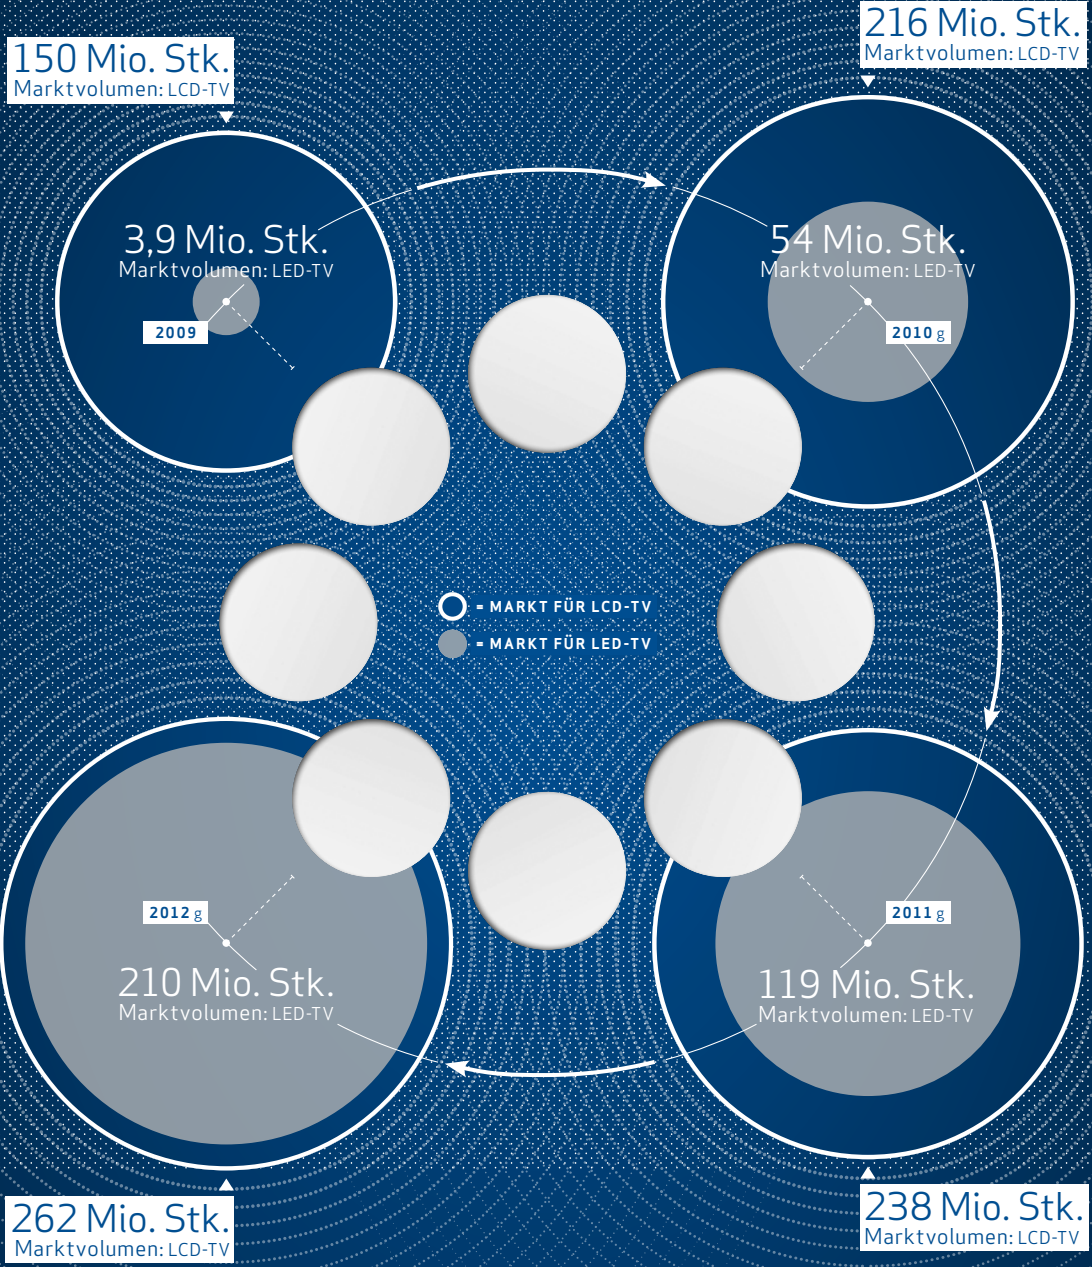 150 Mio. Stk.
Marktvolumen: LCD-TV
216 Mio. Stk.
Marktvolumen: LCD-TV
3,9 Mio. Stk.
Marktvolumen: LED-TV
2009
54 Mio. Stk.
Marktvolumen: LED-TV
2010 g
= MARKT FÜR LCD-TV
= MARKT FÜR LED-TV
2012 g
210 Mio. Stk.
Marktvolumen: LED-TV
2011 g
119 Mio. Stk.
Marktvolumen: LED-TV
262 Mio. Stk.
Marktvolumen: LCD-TV
238 Mio. Stk.
Marktvolumen: LCD-TV